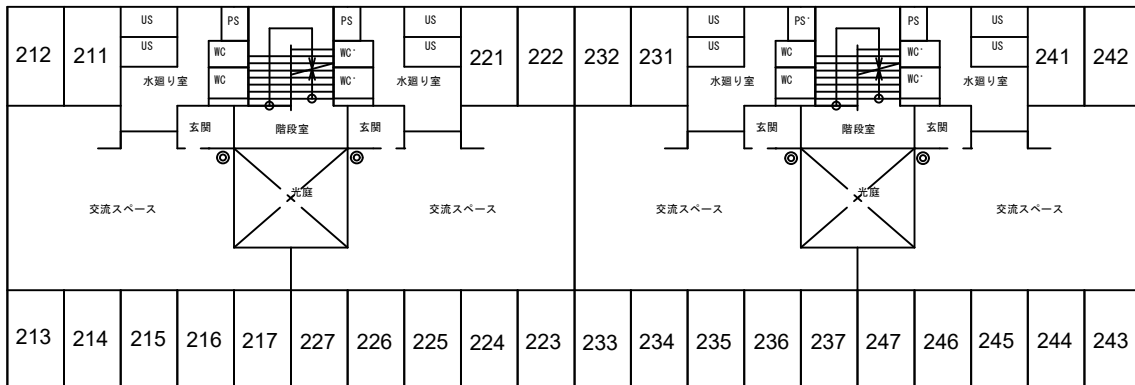 US PS PS US US PS' PS US
212 211 US WC WC' US 221 222 232 231 US WC WC' US 241 242
水廻り室 WC WC' 水廻り室 水廻り室 WC WC' 水廻り室
玄関 階段室 玄関 玄関 階段室 玄関
光庭 光庭
交流スペース 交流スペース 交流スペース 交流スペース
213 214 215 216 217 227 226 225 224 223 233 234 235 236 237 247 246 245 244 243